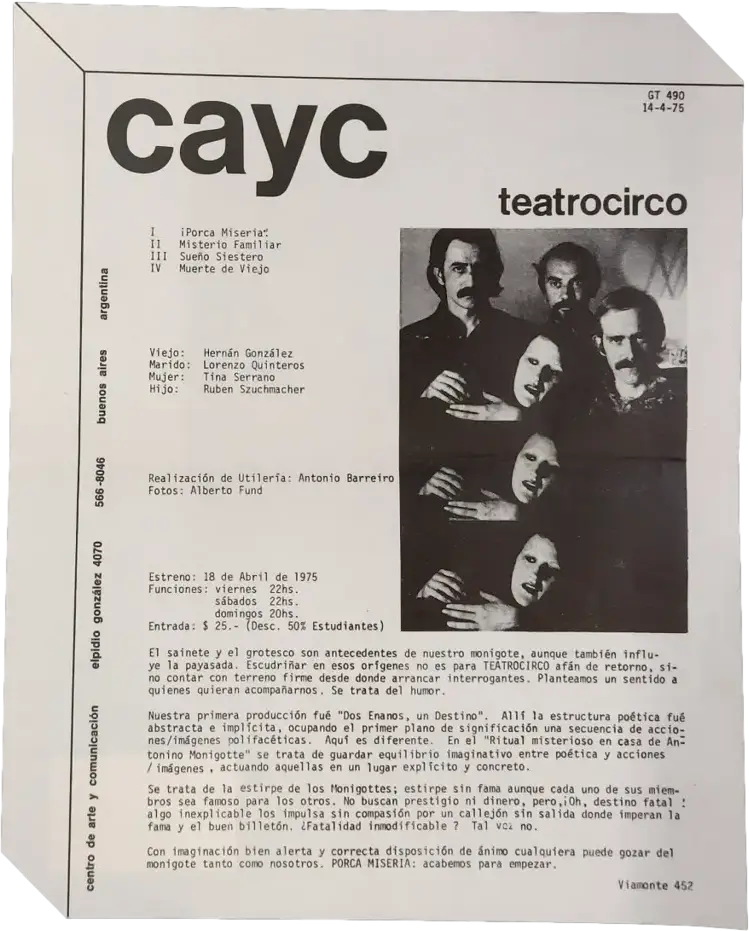 GT 490
14-4-75
cayc
teatrocirco
I ¡Porca Miseria!
II Misterio Familiar
III Sueño Siestero
IV Muerte de Viejo
Viejo: Hernán González
Marido: Lorenzo Quinteros
Mujer: Tina Serrano
Hijo: Ruben Szuchmacher
Realización de Utilería: Antonio Barreiro
Fotos: Alberto Fund
Estreno: 18 de Abril de 1975
Funciones: viernes 22hs.
sábados 22hs.
domingos 20hs.
Entrada: $ 25.- (Desc. 50% Estudiantes)
El sainete y el grotesco son antecedentes de nuestro monigote, aunque también influ-
ye la payasada. Escudriñar en esos orígenes no es para TEATROCIRCO afán de retorno, si-
no contar con terreno firme desde donde arrancar interrogantes. Planteamos un sentido a
quienes quieran acompañarnos. Se trata del humor.
Nuestra primera producción fué "Dos Enanos, un Destino". Allí la estructura poética fué
abstracta e implícita, ocupando el primer plano de significación una secuencia de accio-
nes/imágenes polifacéticas. Aquí es diferente. En el "Ritual misterioso en casa de An-
tonino Monigotte" se trata de guardar equilibrio imaginativo entre poética y acciones
/imágenes , actuando aquellas en un lugar explícito y concreto.
Se trata de la estirpe de los Monigottes; estirpe sin fama aunque cada uno de sus miem-
bros sea famoso para los otros. No buscan prestigio ni dinero, pero,¡Oh, destino fatal !
algo inexplicable los impulsa sin compasión por un callejón sin salida donde imperan la
fama y el buen billetón. ¿Fatalidad inmodificable ? Tal vez no.
Con imaginación bien alerta y correcta disposición de ánimo cualquiera puede gozar del
monigote tanto como nosotros. PORCA MISERIA: acabemos para empezar.
Viamonte 452
centro de arte y comunicación elpidio gonzález 4070 566-8046 buenos aires argentina